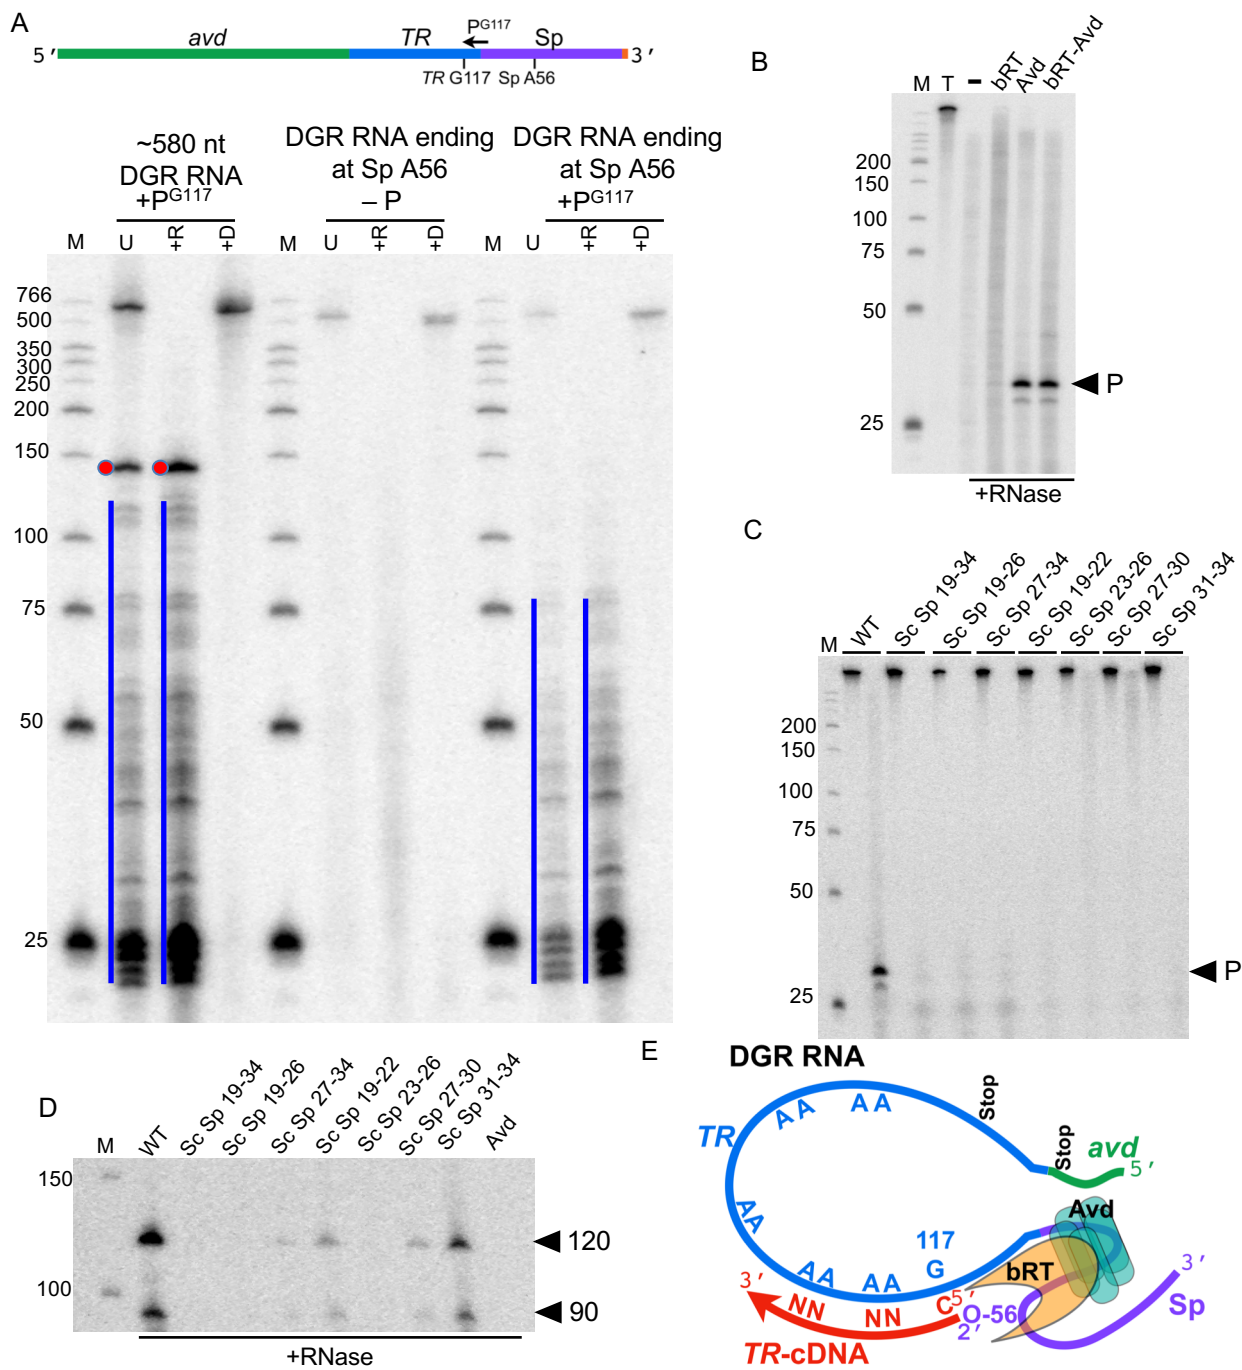 A
avd TR P^G117 Sp
5′ 3′
TR G117 Sp A56
~580 nt
DGR RNA
+P^G117
DGR RNA ending
at Sp A56
– P
DGR RNA ending
at Sp A56
+P^G117
M U +R +D M U +R +D M U +R +D
766
500
350
300
250
200
150
100
75
50
25
B
M T – bRT Avd bRT-Avd
200
150
100
75
50
25
P
+RNase
C
M WT Sc Sp 19-34 Sc Sp 19-26 Sc Sp 27-34 Sc Sp 19-22 Sc Sp 23-26 Sc Sp 27-30 Sc Sp 31-34
200
150
100
75
50
25
P
D
M WT Sc Sp 19-34 Sc Sp 19-26 Sc Sp 27-34 Sc Sp 19-22 Sc Sp 23-26 Sc Sp 27-30 Sc Sp 31-34 Avd
150
100
120
90
+RNase
E
DGR RNA
Stop
AA AA
TR
Stop
avd
5′
Avd
AA
117
G
bRT
3′
AA AA
3′
NN NN C 5′
O-56
2′
Sp
TR-cDNA